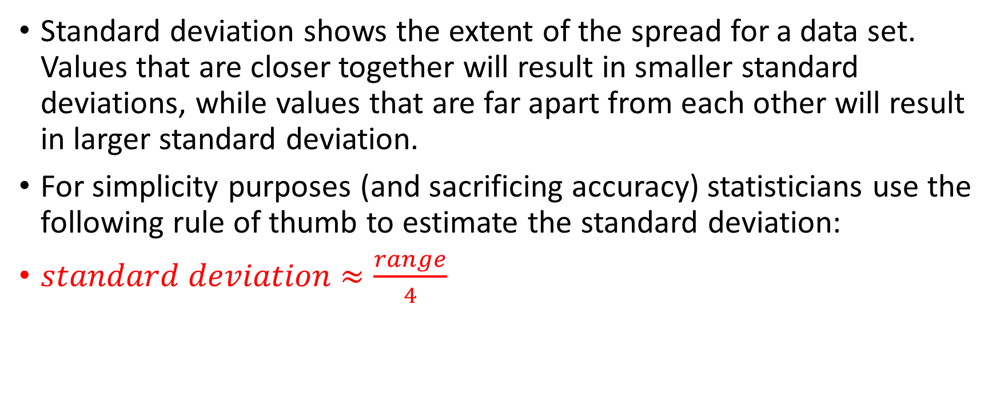 • Standard deviation shows the extent of the spread for a data set.
Values that are closer together will result in smaller standard
deviations, while values that are far apart from each other will result
in larger standard deviation.
• For simplicity purposes (and sacrificing accuracy) statisticians use the
following rule of thumb to estimate the standard deviation:
• standard deviation ≈ range/4